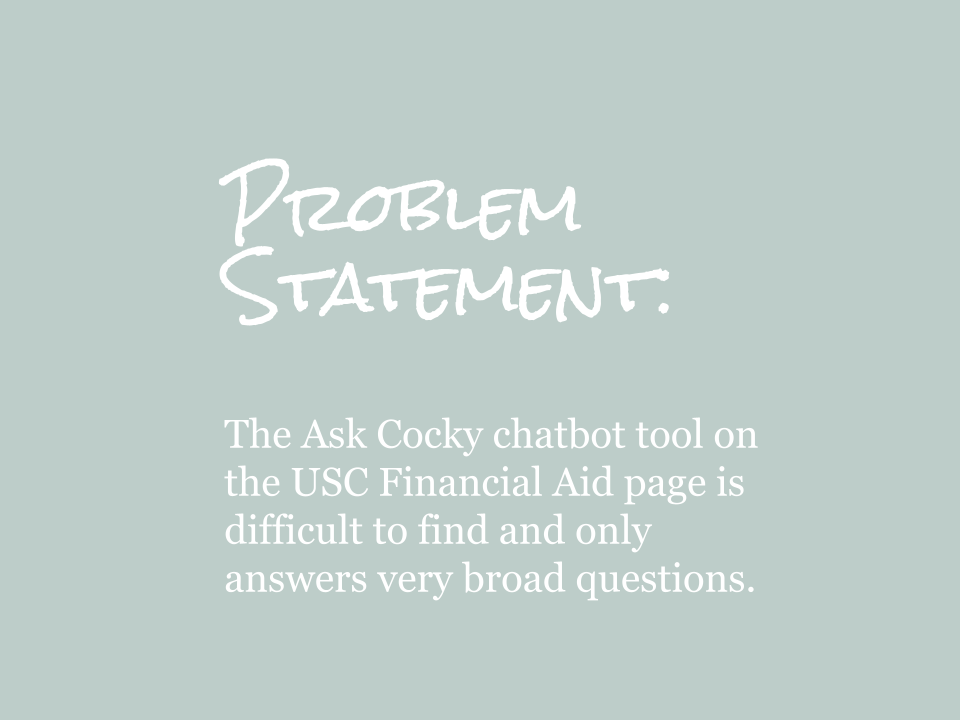 Problem
Statement:
The Ask Cocky chatbot tool on
the USC Financial Aid page is
difficult to find and only
answers very broad questions.